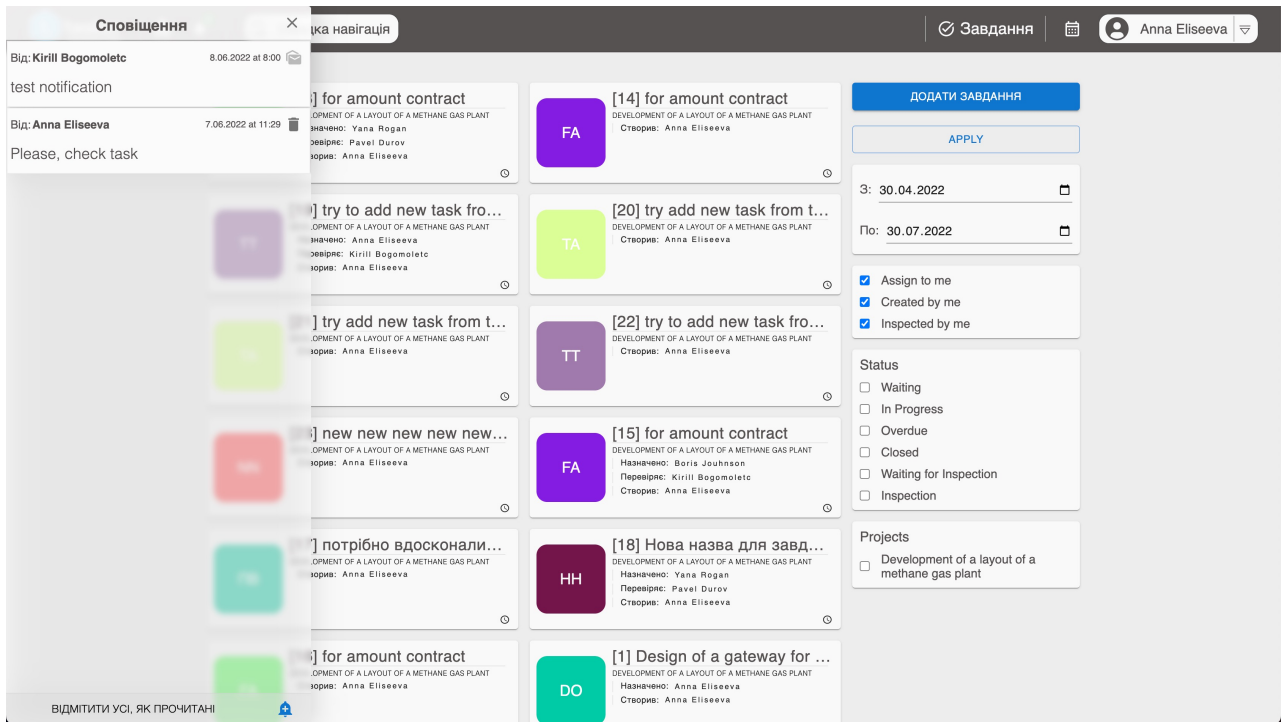 Сповіщення
дка навігація
Завдання
Anna Eliseeva
Від: Kirill Bogomoletc
8.06.2022 at 8:00
test notification
Від: Anna Eliseeva
7.06.2022 at 11:29
Please, check task
] for amount contract
DEVELOPMENT OF A LAYOUT OF A METHANE GAS PLANT
Призначено: Yana Rogan
Перевіряє: Pavel Durov
Створив: Anna Eliseeva
FA
[14] for amount contract
DEVELOPMENT OF A LAYOUT OF A METHANE GAS PLANT
Створив: Anna Eliseeva
] try to add new task fro...
LOPMENT OF A LAYOUT OF A METHANE GAS PLANT
значено: Anna Eliseeva
ревіряє: Kirill Bogomoletc
ворив: Anna Eliseeva
TA
[20] try add new task from t...
DEVELOPMENT OF A LAYOUT OF A METHANE GAS PLANT
Створив: Anna Eliseeva
] try add new task from t...
LOPMENT OF A LAYOUT OF A METHANE GAS PLANT
ворив: Anna Eliseeva
TT
[22] try to add new task fro...
DEVELOPMENT OF A LAYOUT OF A METHANE GAS PLANT
Створив: Anna Eliseeva
] new new new new new...
LOPMENT OF A LAYOUT OF A METHANE GAS PLANT
ворив: Anna Eliseeva
FA
[15] for amount contract
DEVELOPMENT OF A LAYOUT OF A METHANE GAS PLANT
Назначено: Boris Jouhnson
Перевіряє: Kirill Bogomoletc
Створив: Anna Eliseeva
] потрібно вдосконали...
LOPMENT OF A LAYOUT OF A METHANE GAS PLANT
ворив: Anna Eliseeva
НН
[18] Нова назва для завд...
DEVELOPMENT OF A LAYOUT OF A METHANE GAS PLANT
Назначено: Yana Rogan
Перевіряє: Pavel Durov
Створив: Anna Eliseeva
] for amount contract
LOPMENT OF A LAYOUT OF A METHANE GAS PLANT
ворив: Anna Eliseeva
DO
[1] Design of a gateway for ...
DEVELOPMENT OF A LAYOUT OF A METHANE GAS PLANT
Назначено: Anna Eliseeva
Створив: Anna Eliseeva
ВІДМІТИТИ УСІ, ЯК ПРОЧИТАНІ
ДОДАТИ ЗАВДАННЯ
APPLY
З: 30.04.2022
По: 30.07.2022
Assign to me
Created by me
Inspected by me
Status
Waiting
In Progress
Overdue
Closed
Waiting for Inspection
Inspection
Projects
Development of a layout of a
methane gas plant